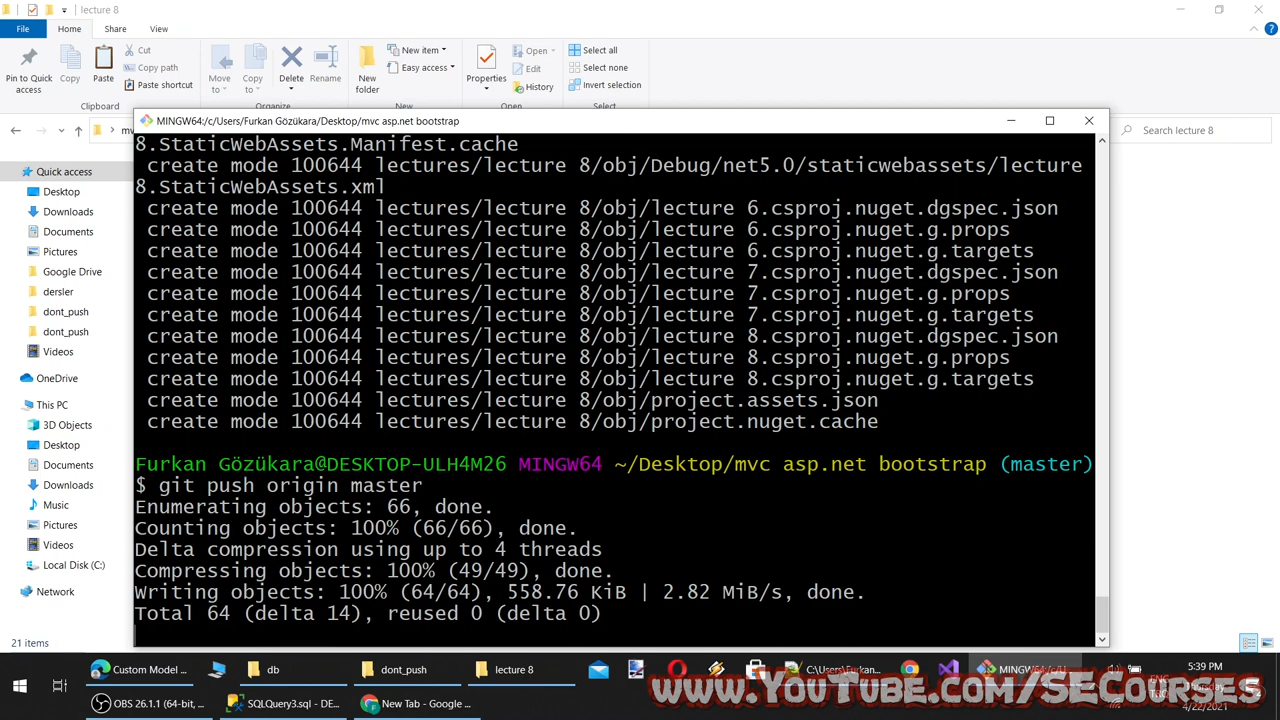 lecture 8
File
Home
Share
View
Pin to Quick access
Copy
Paste
Cut
Copy path
Paste shortcut
Clipboard
Move to
Copy to
Delete
Rename
Organize
New folder
New item
Easy access
New
Properties
Open
Edit
History
Open
Select all
Select none
Invert selection
Select
Search lecture 8
MINGW64:/c/Users/Furkan Gözükara/Desktop/mvc asp.net bootstrap
8.StaticWebAssets.Manifest.cache
create mode 100644 lectures/lecture 8/obj/Debug/net5.0/staticwebassets/lecture
8.StaticWebAssets.xml
create mode 100644 lectures/lecture 8/obj/lecture 6.csproj.nuget.dgspec.json
create mode 100644 lectures/lecture 8/obj/lecture 6.csproj.nuget.g.props
create mode 100644 lectures/lecture 8/obj/lecture 6.csproj.nuget.g.targets
create mode 100644 lectures/lecture 8/obj/lecture 7.csproj.nuget.dgspec.json
create mode 100644 lectures/lecture 8/obj/lecture 7.csproj.nuget.g.props
create mode 100644 lectures/lecture 8/obj/lecture 7.csproj.nuget.g.targets
create mode 100644 lectures/lecture 8/obj/lecture 8.csproj.nuget.dgspec.json
create mode 100644 lectures/lecture 8/obj/lecture 8.csproj.nuget.g.props
create mode 100644 lectures/lecture 8/obj/lecture 8.csproj.nuget.g.targets
create mode 100644 lectures/lecture 8/obj/project.assets.json
create mode 100644 lectures/lecture 8/obj/project.nuget.cache
Furkan Gözükara@DESKTOP-ULH4M26 MINGW64 ~/Desktop/mvc asp.net bootstrap (master)
$ git push origin master
Enumerating objects: 66, done.
Counting objects: 100% (66/66), done.
Delta compression using up to 4 threads
Compressing objects: 100% (49/49), done.
Writing objects: 100% (64/64), 558.76 KiB | 2.82 MiB/s, done.
Total 64 (delta 14), reused 0 (delta 0)
Quick access
Desktop
Downloads
Documents
Pictures
Google Drive
dersler
dont_push
dont_push
Videos
OneDrive
This PC
3D Objects
Desktop
Documents
Downloads
Music
Pictures
Videos
Local Disk (C:)
Network
21 items
Custom Model ...
db
dont_push
lecture 8
C:\Users\Furkan...
MINGW64:/c/U...
5:39 PM
Thursday
4/22/2021
OBS 26.1.1 (64-bit, ...
SQLQuery3.sql - DE...
New Tab - Google ...
www.YouTube.com/SECourses